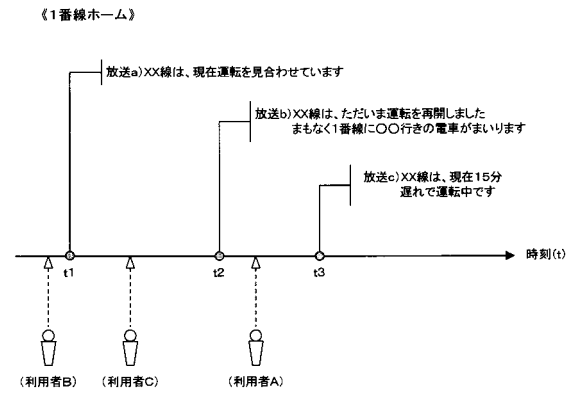 《1番線ホーム》
放送a)XX線は、現在運転を見合わせています
放送b)XX線は、ただいま運転を再開しました
まもなく1番線に〇〇行きの電車がまいります
放送c)XX線は、現在15分
遅れで運転中です
時刻(t)
t1
t2
t3
(利用者B)
(利用者C)
(利用者A)